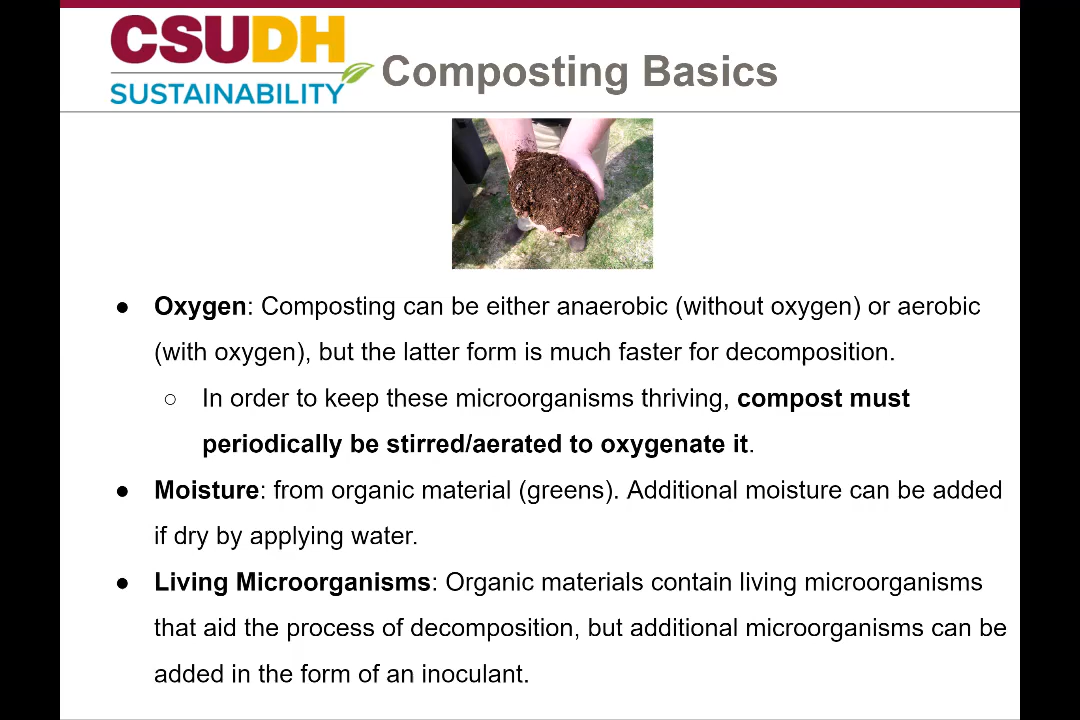 CSUDH
SUSTAINABILITY
Composting Basics
● Oxygen: Composting can be either anaerobic (without oxygen) or aerobic
(with oxygen), but the latter form is much faster for decomposition.
○ In order to keep these microorganisms thriving, compost must
periodically be stirred/aerated to oxygenate it.
● Moisture: from organic material (greens). Additional moisture can be added
if dry by applying water.
● Living Microorganisms: Organic materials contain living microorganisms
that aid the process of decomposition, but additional microorganisms can be
added in the form of an inoculant.